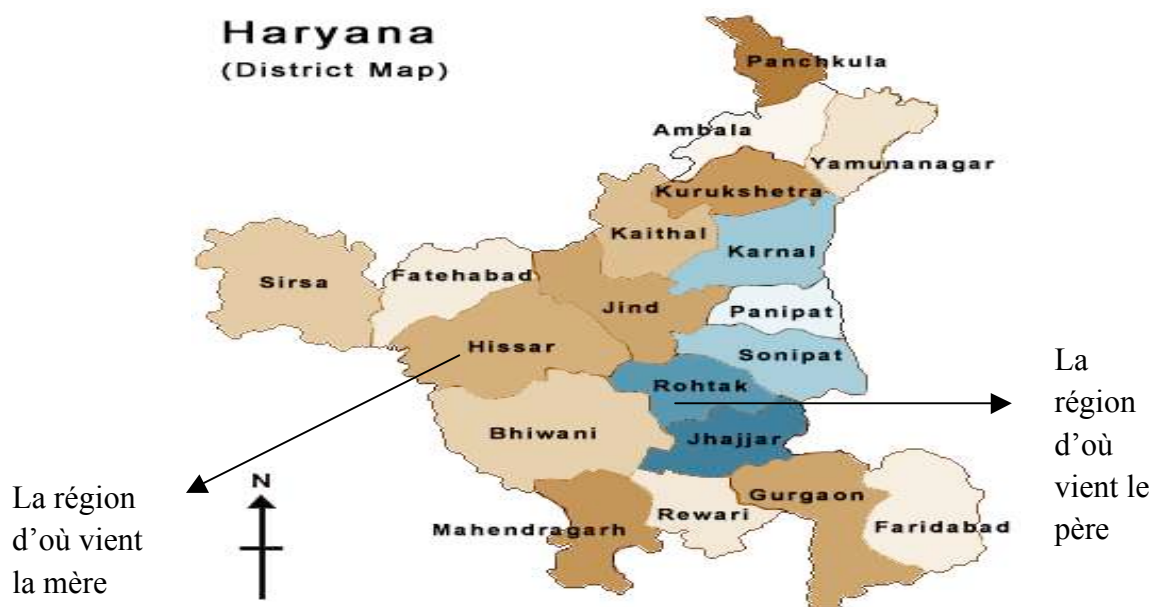 Haryana
(District Map)
Panchkula
Ambala
Yamunanagar
Kurukshetra
Kaithal
Karnal
Sirsa
Fatehabad
Jind
Panipat
Hissar
Sonipat
Rohtak
Bhiwani
Jhajjar
Gurgaon
Rewari
Mahendragarh
Faridabad
N
La région
d’où vient
la mère
La
région
d’où
vient le
père